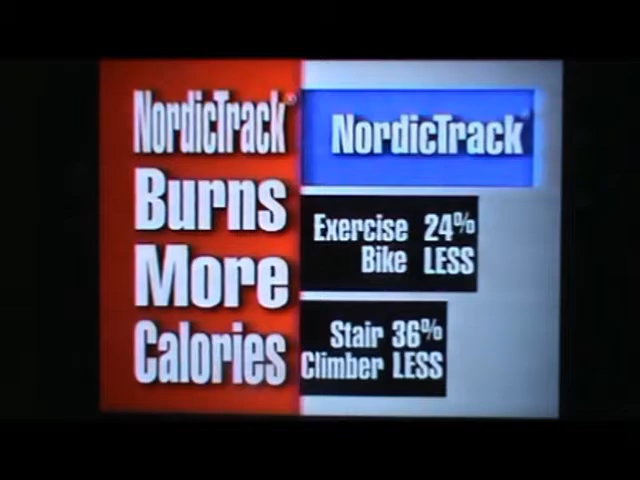 NordicTrack®
Burns
More
Calories
NordicTrack®
Exercise 24%
Bike LESS
Stair 36%
Climber LESS